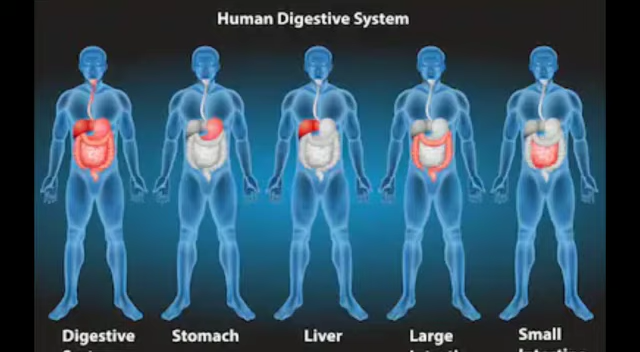 Human Digestive System
Digestive
Stomach
Liver
Large
Small